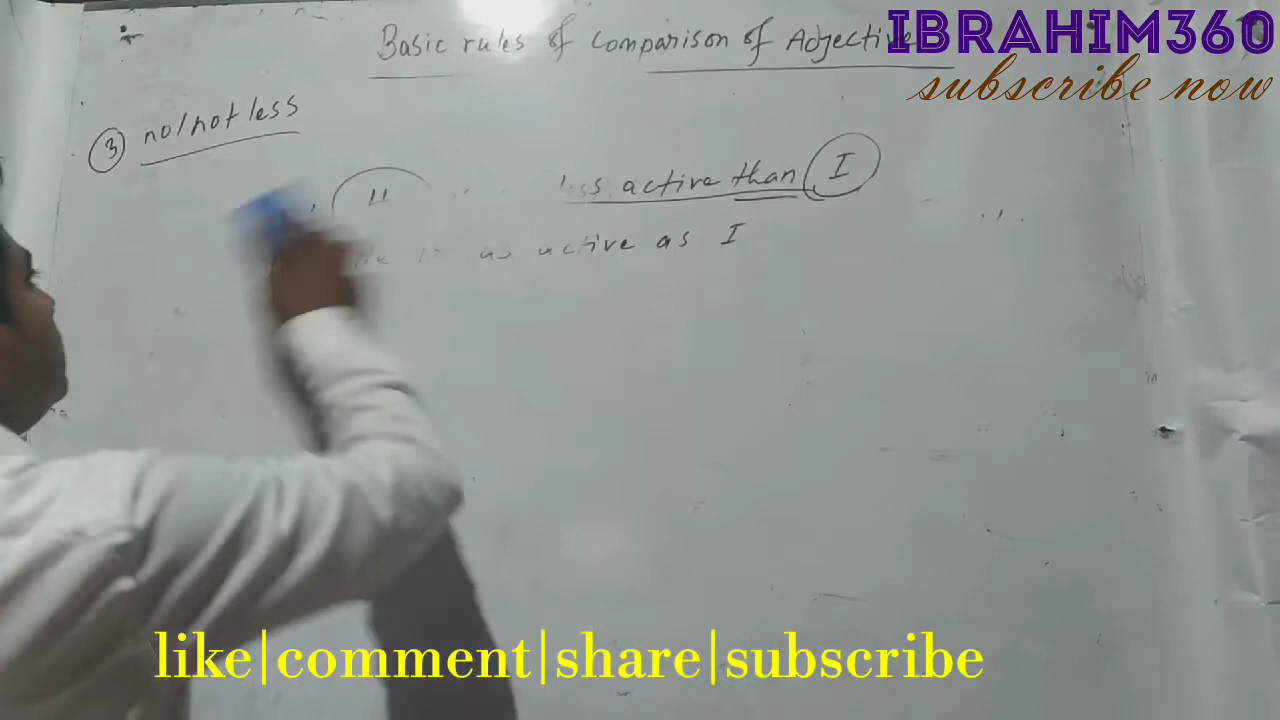 Basic rules of Comparison of Adjective
IBRAHIM360
subscribe now
③ no/not less
less active than I
as active as I
like|comment|share|subscribe